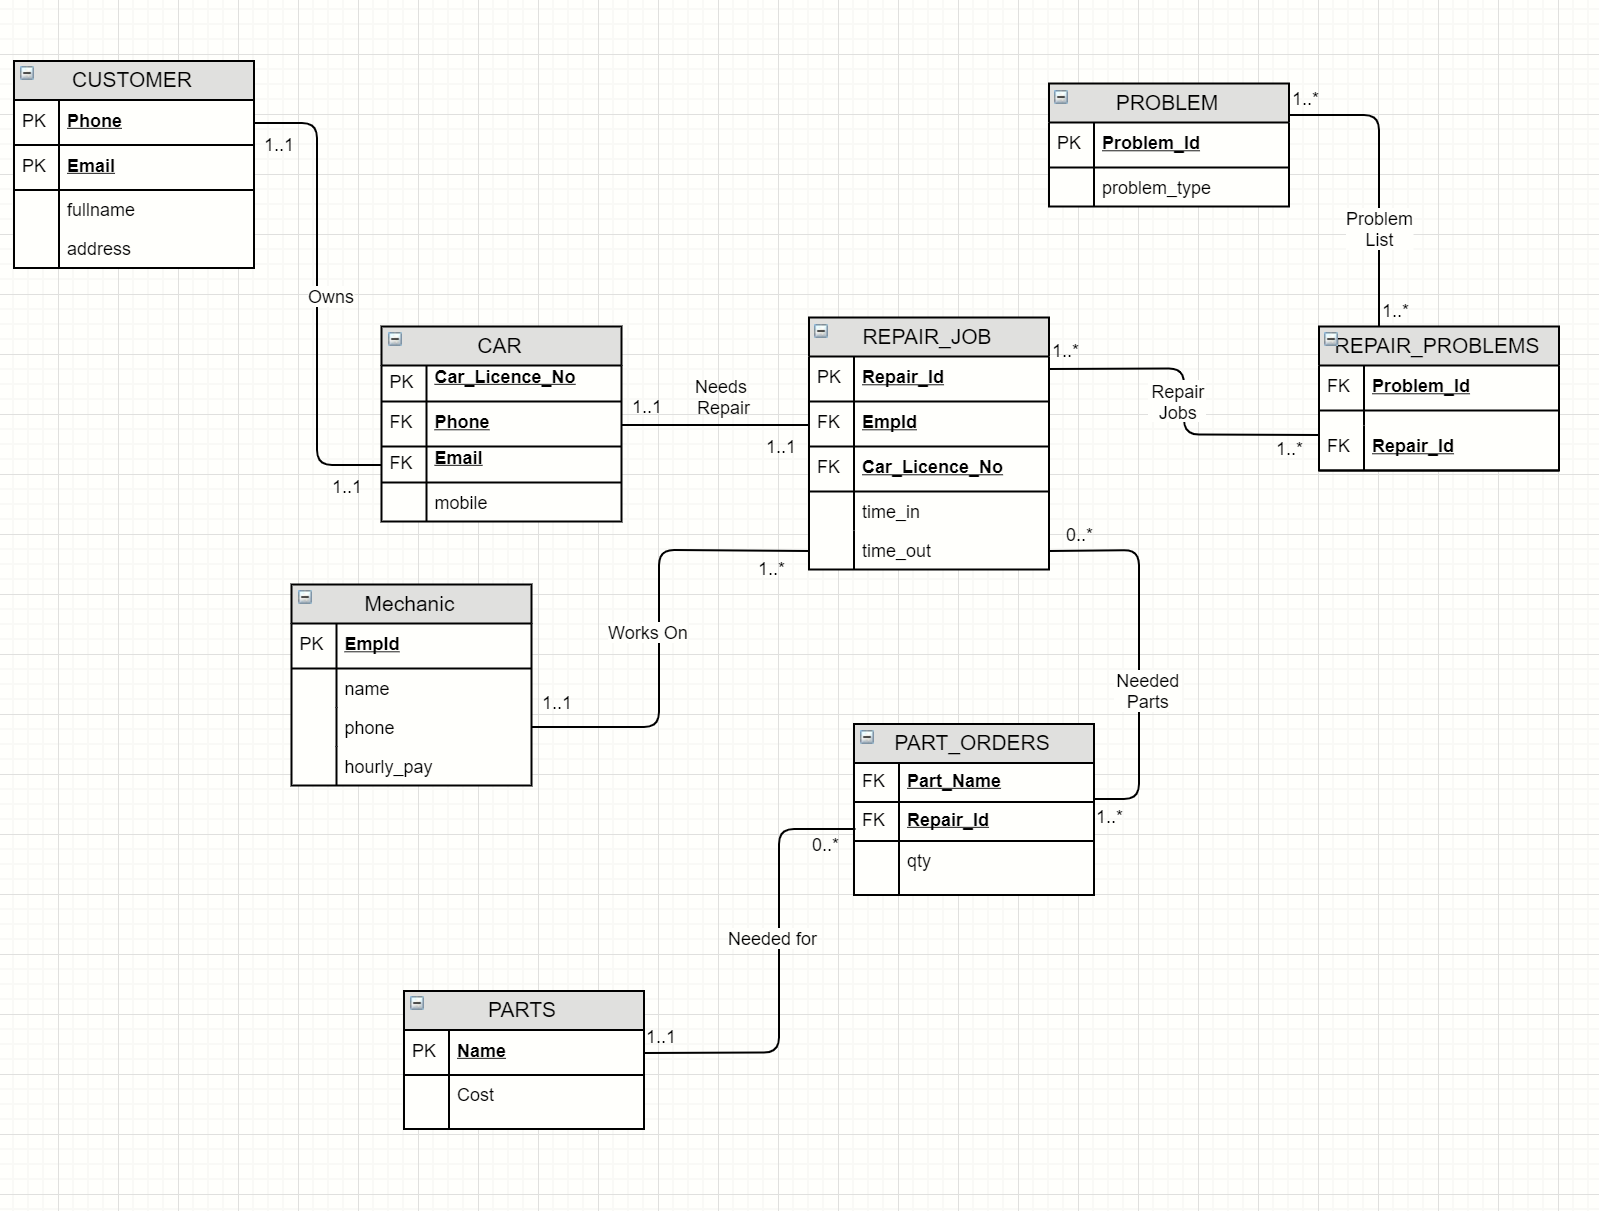 CUSTOMER
PK Phone
PK Email
fullname
address
1..1
Owns
1..1
CAR
PK Car_Licence_No
FK Phone
FK Email
mobile
1..1
Needs
Repair
1..1
REPAIR_JOB
PK Repair_Id
FK EmpId
FK Car_Licence_No
time_in
time_out
1..*
Repair
Jobs
1..*
PROBLEM
PK Problem_Id
problem_type
1..*
Problem
List
1..*
REPAIR_PROBLEMS
FK Problem_Id
FK Repair_Id
Mechanic
PK EmpId
name
phone
hourly_pay
1..1
Works On
1..*
0..*
Needed
Parts
1..*
PART_ORDERS
FK Part_Name
FK Repair_Id
qty
0..*
Needed for
1..1
PARTS
PK Name
Cost